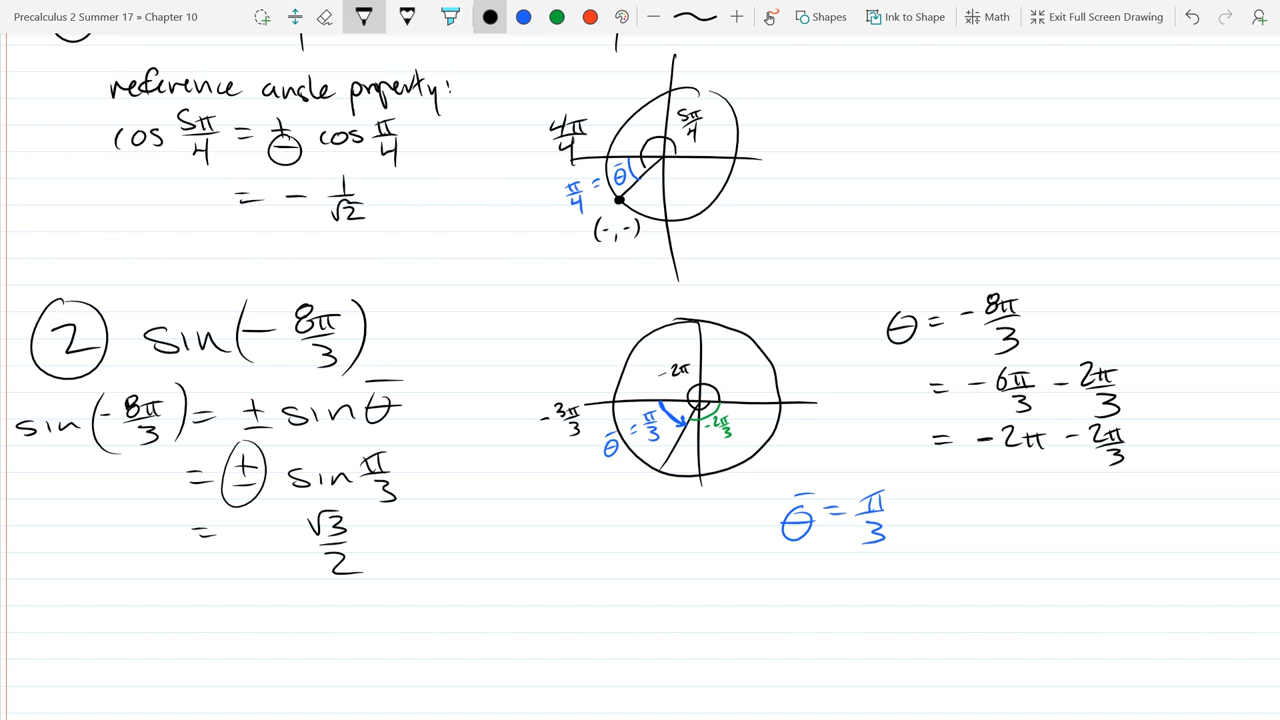 Precalculus 2 Summer 17 » Chapter 10
Shapes
Ink to Shape
Math
Exit Full Screen Drawing
reference angle property:
cos 5π/4 = ± cos π/4
= - 1/√2
4π/4
5π/4
π/4 = θ̄
(-,-)
2
sin(- 8π/3)
sin(- 8π/3) = ± sin θ̄
= ± sin π/3
= √3/2
-2π
-3π/3
θ̄ = π/3
-2π/3
θ = - 8π/3
= - 6π/3 - 2π/3
= -2π - 2π/3
θ̄ = π/3